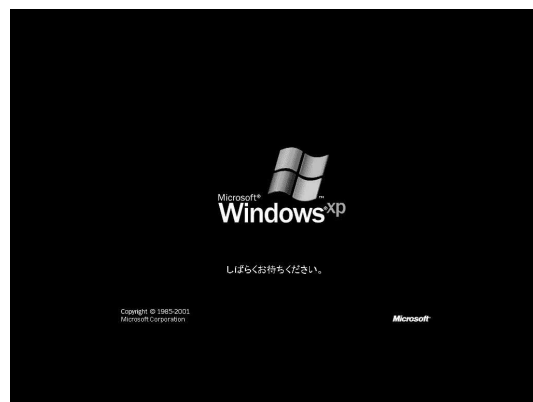 Microsoft®
Windows®xp™
しばらくお待ちください。
Copyright © 1985-2001
Microsoft Corporation
Microsoft®